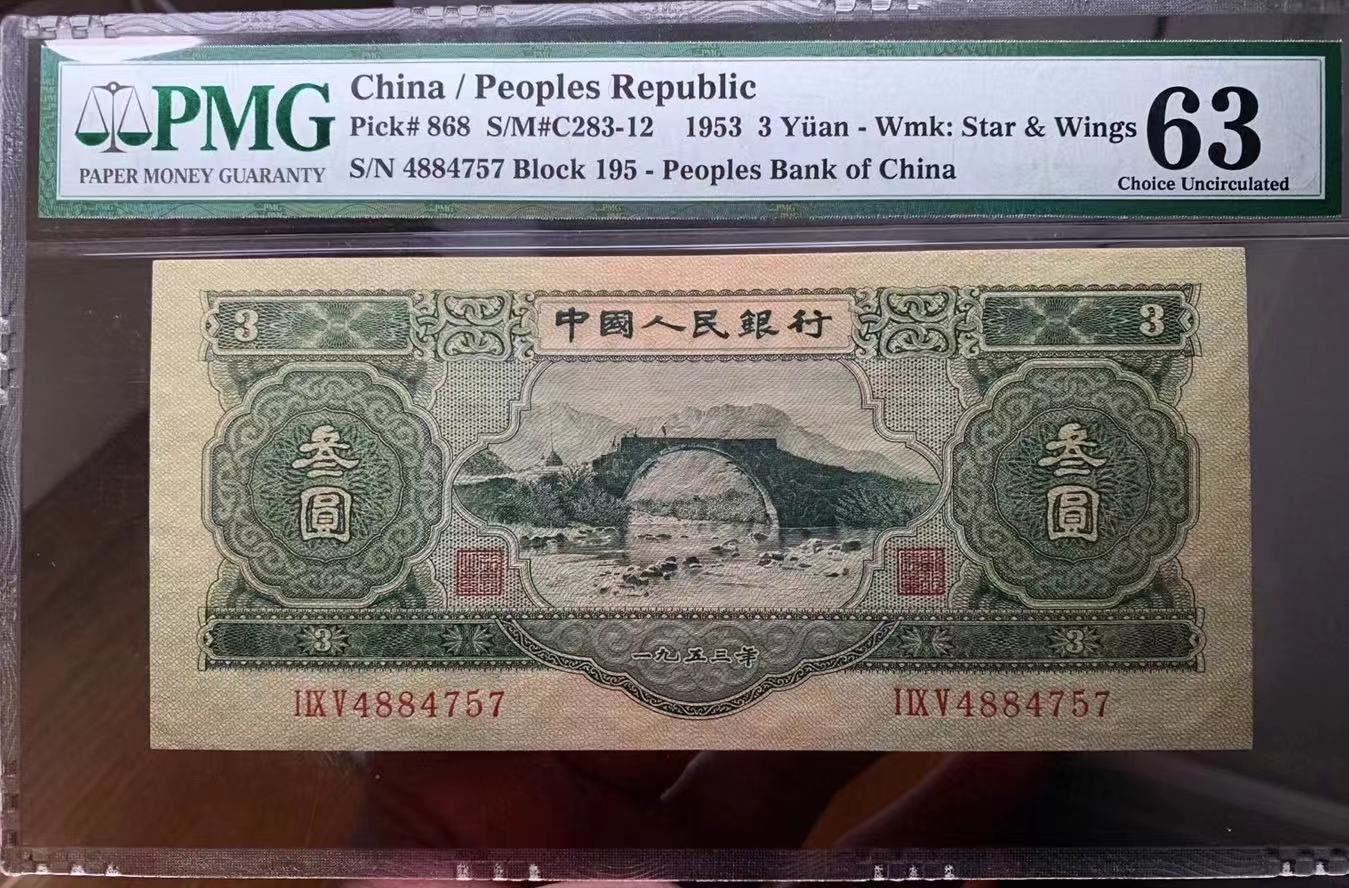 PMG
PAPER MONEY GUARANTY
China / Peoples Republic
Pick# 868 S/M#C283-12 1953 3 Yüan - Wmk: Star & Wings
S/N 4884757 Block 195 - Peoples Bank of China
63
Choice Uncirculated
3
中國人民銀行
3
叁圓
叁圓
3
一九五三年
3
IIXV4884757
IIXV4884757